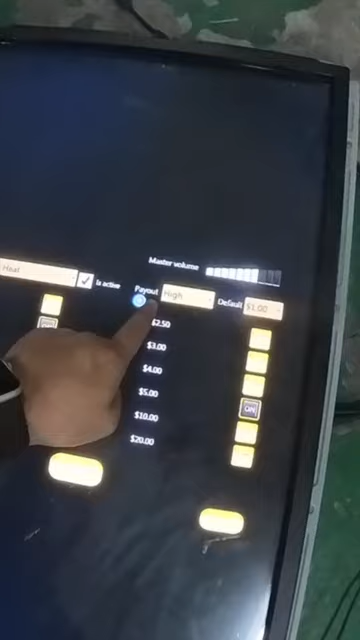 Master volume
Heal
Is active
Payout
High
Default
$1.00
$2.50
$3.00
$4.00
$5.00
ON
$10.00
$20.00